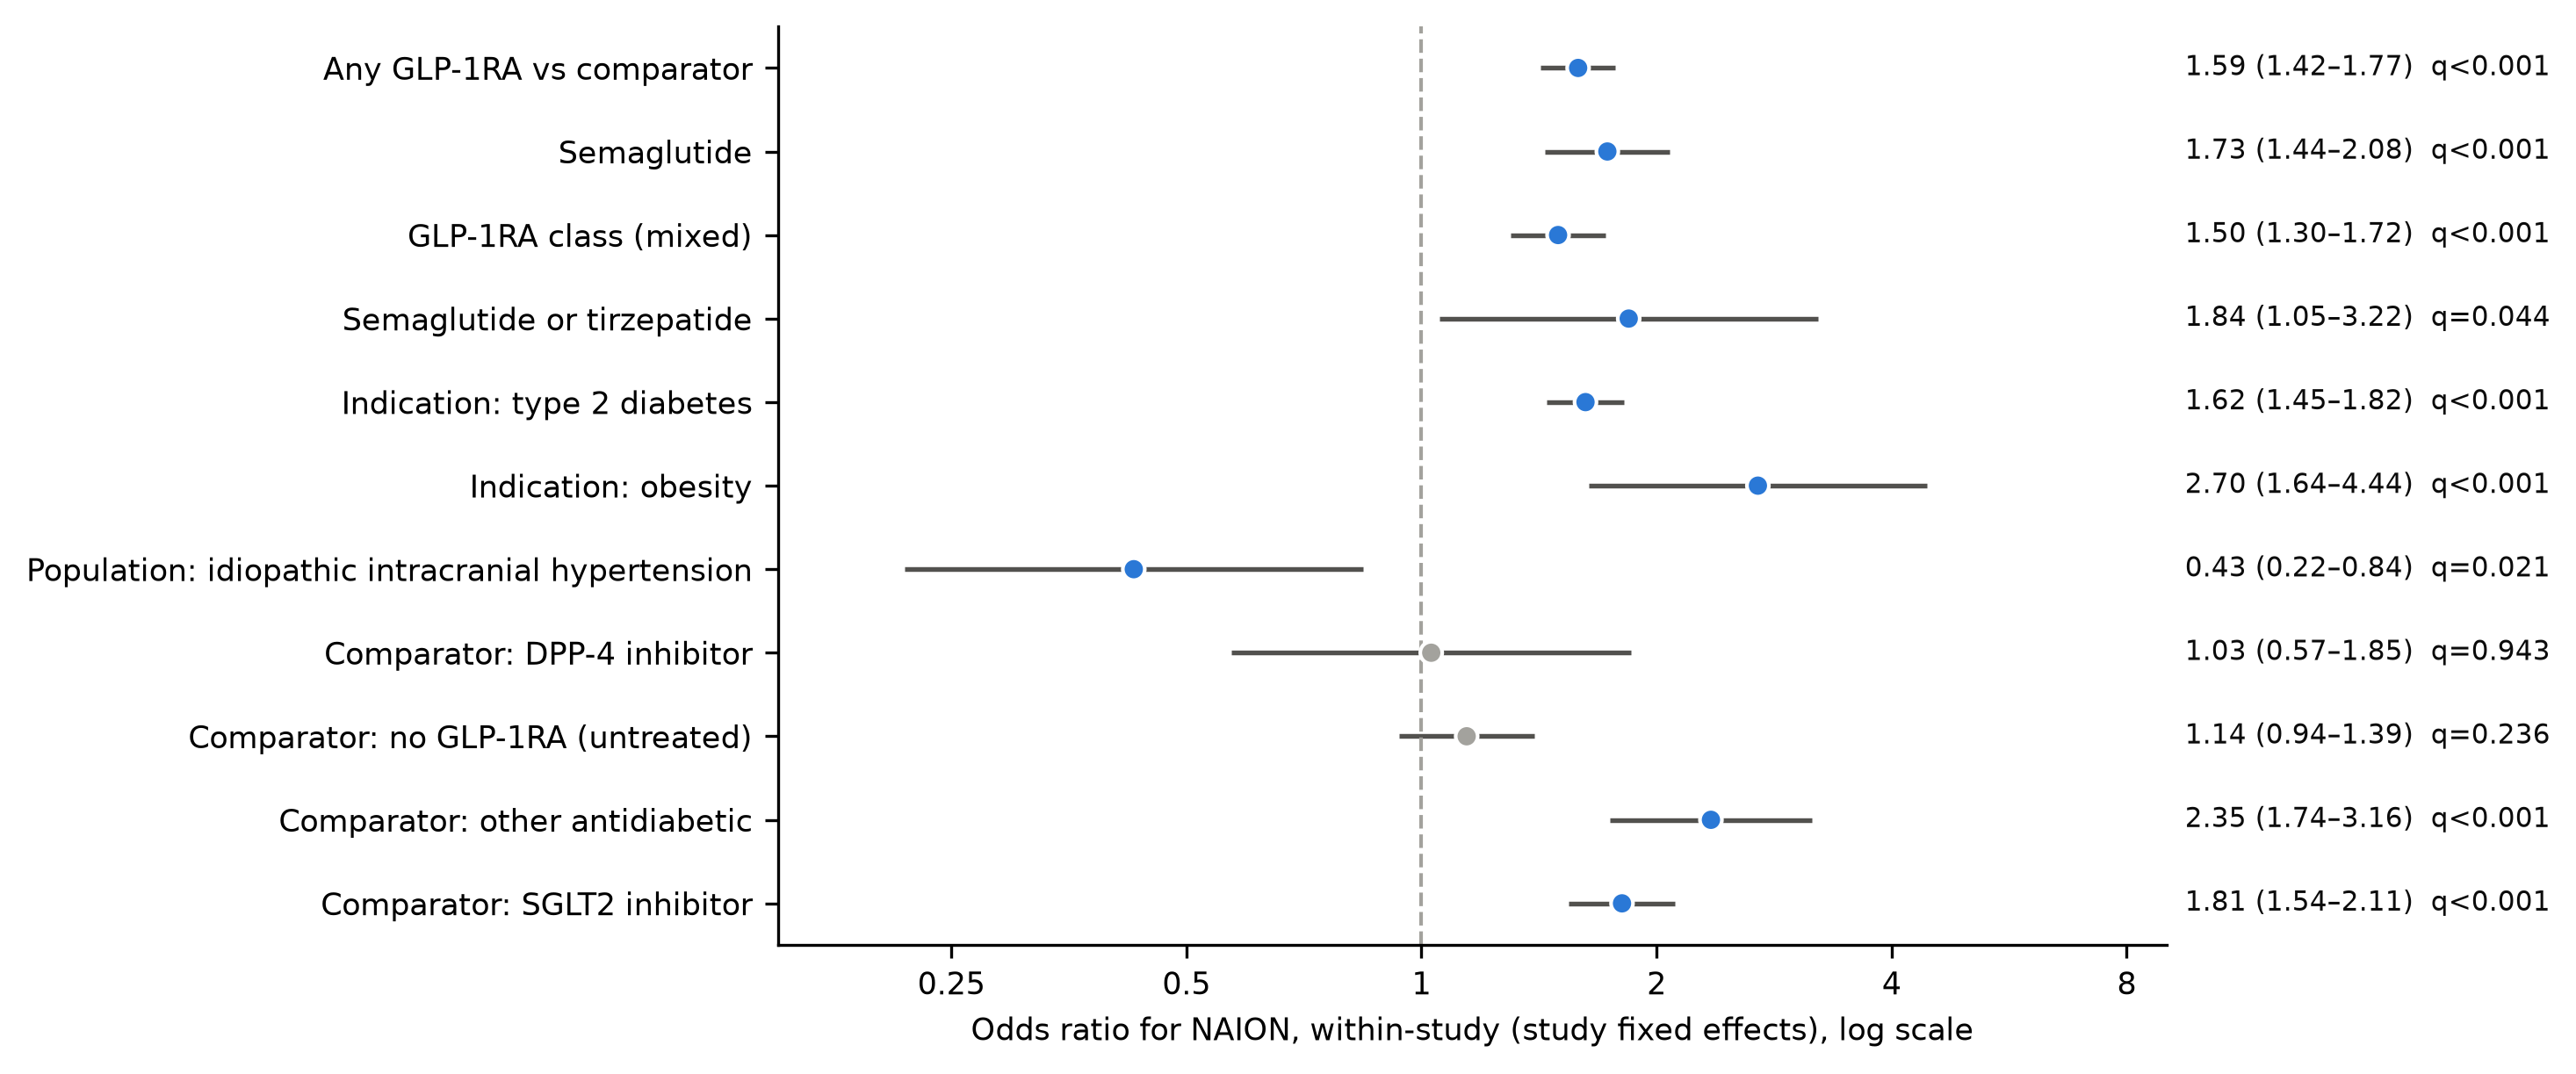 Any GLP-1RA vs comparator 1.59 (1.42–1.77) q<0.001
Semaglutide 1.73 (1.44–2.08) q<0.001
GLP-1RA class (mixed) 1.50 (1.30–1.72) q<0.001
Semaglutide or tirzepatide 1.84 (1.05–3.22) q=0.044
Indication: type 2 diabetes 1.62 (1.45–1.82) q<0.001
Indication: obesity 2.70 (1.64–4.44) q<0.001
Population: idiopathic intracranial hypertension 0.43 (0.22–0.84) q=0.021
Comparator: DPP-4 inhibitor 1.03 (0.57–1.85) q=0.943
Comparator: no GLP-1RA (untreated) 1.14 (0.94–1.39) q=0.236
Comparator: other antidiabetic 2.35 (1.74–3.16) q<0.001
Comparator: SGLT2 inhibitor 1.81 (1.54–2.11) q<0.001
0.25 0.5 1 2 4 8
Odds ratio for NAION, within-study (study fixed effects), log scale